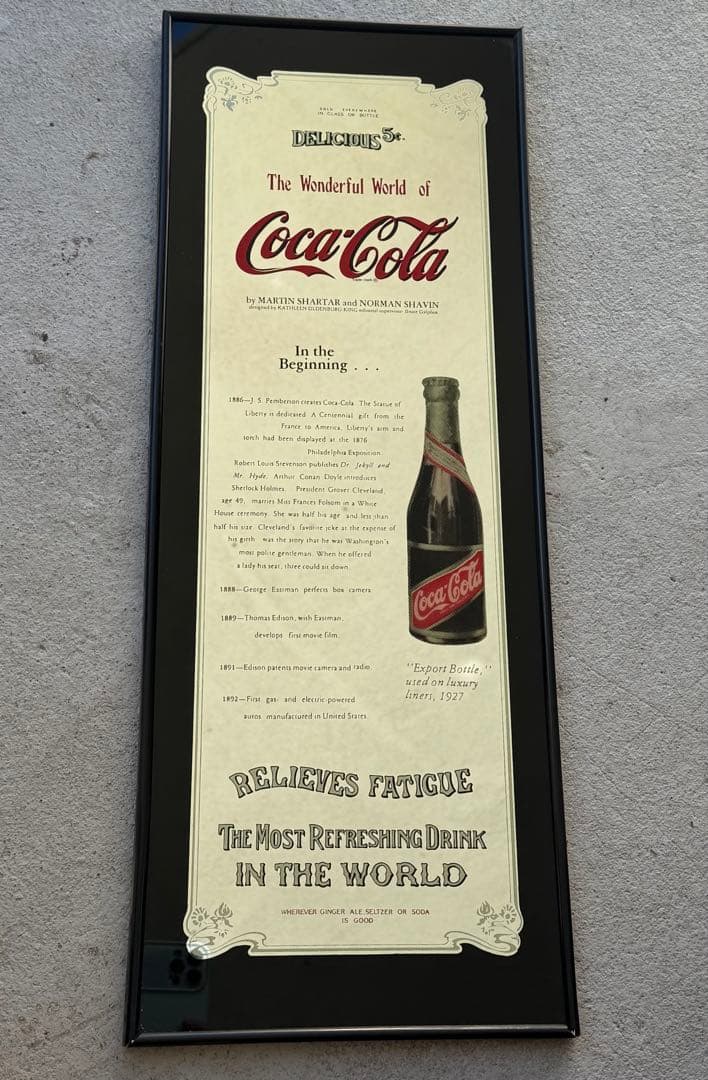 SOLD EVERYWHERE
IN GLASS OR BOTTLE
DELICIOUS 5¢.
The Wonderful World of
Coca-Cola
by MARTIN SHARTAR and NORMAN SHAVIN
designed by KATHLEEN OLDENBURG KING editorial supervisor:
In the
Beginning . . .
1886—J. S. Pemberton creates Coca-Cola. The Statue of
Liberty is dedicated. A Centennial gift from the
France to America, Liberty's arm and
torch had been displayed at the 1876
Philadelphia Exposition.
Robert Louis Stevenson publishes Dr. Jekyll and
Mr. Hyde. Arthur Conan Doyle introduces
Sherlock Holmes. President Grover Cleveland,
age 49, marries Miss Frances Folsom in a White
House ceremony. She was half his age and less than
half his size. Cleveland's favorite joke at the expense of
his girth was the story that he was Washington's
most polite gentleman. When he offered
a lady his seat, three could sit down.
1888—George Eastman perfects box camera.
1889—Thomas Edison, with Eastman,
develops first movie film.
1891—Edison patents movie camera and radio.
1892—First gas- and electric-powered
autos manufactured in United States.
Coca-Cola
"Export Bottle,"
used on luxury
liners, 1927
RELIEVES FATIGUE
THE MOST REFRESHING DRINK
IN THE WORLD
WHEREVER GINGER ALE, SELTZER OR SODA
IS GOOD